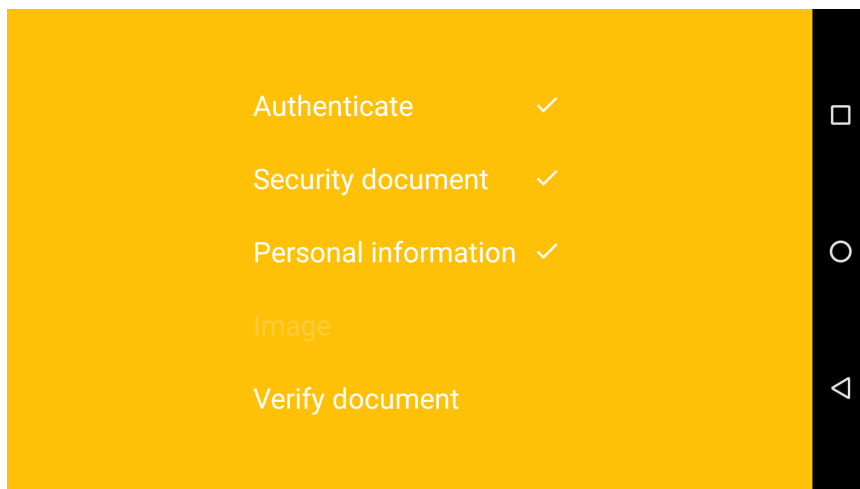 Authenticate
Security document
Personal information
Image
Verify document